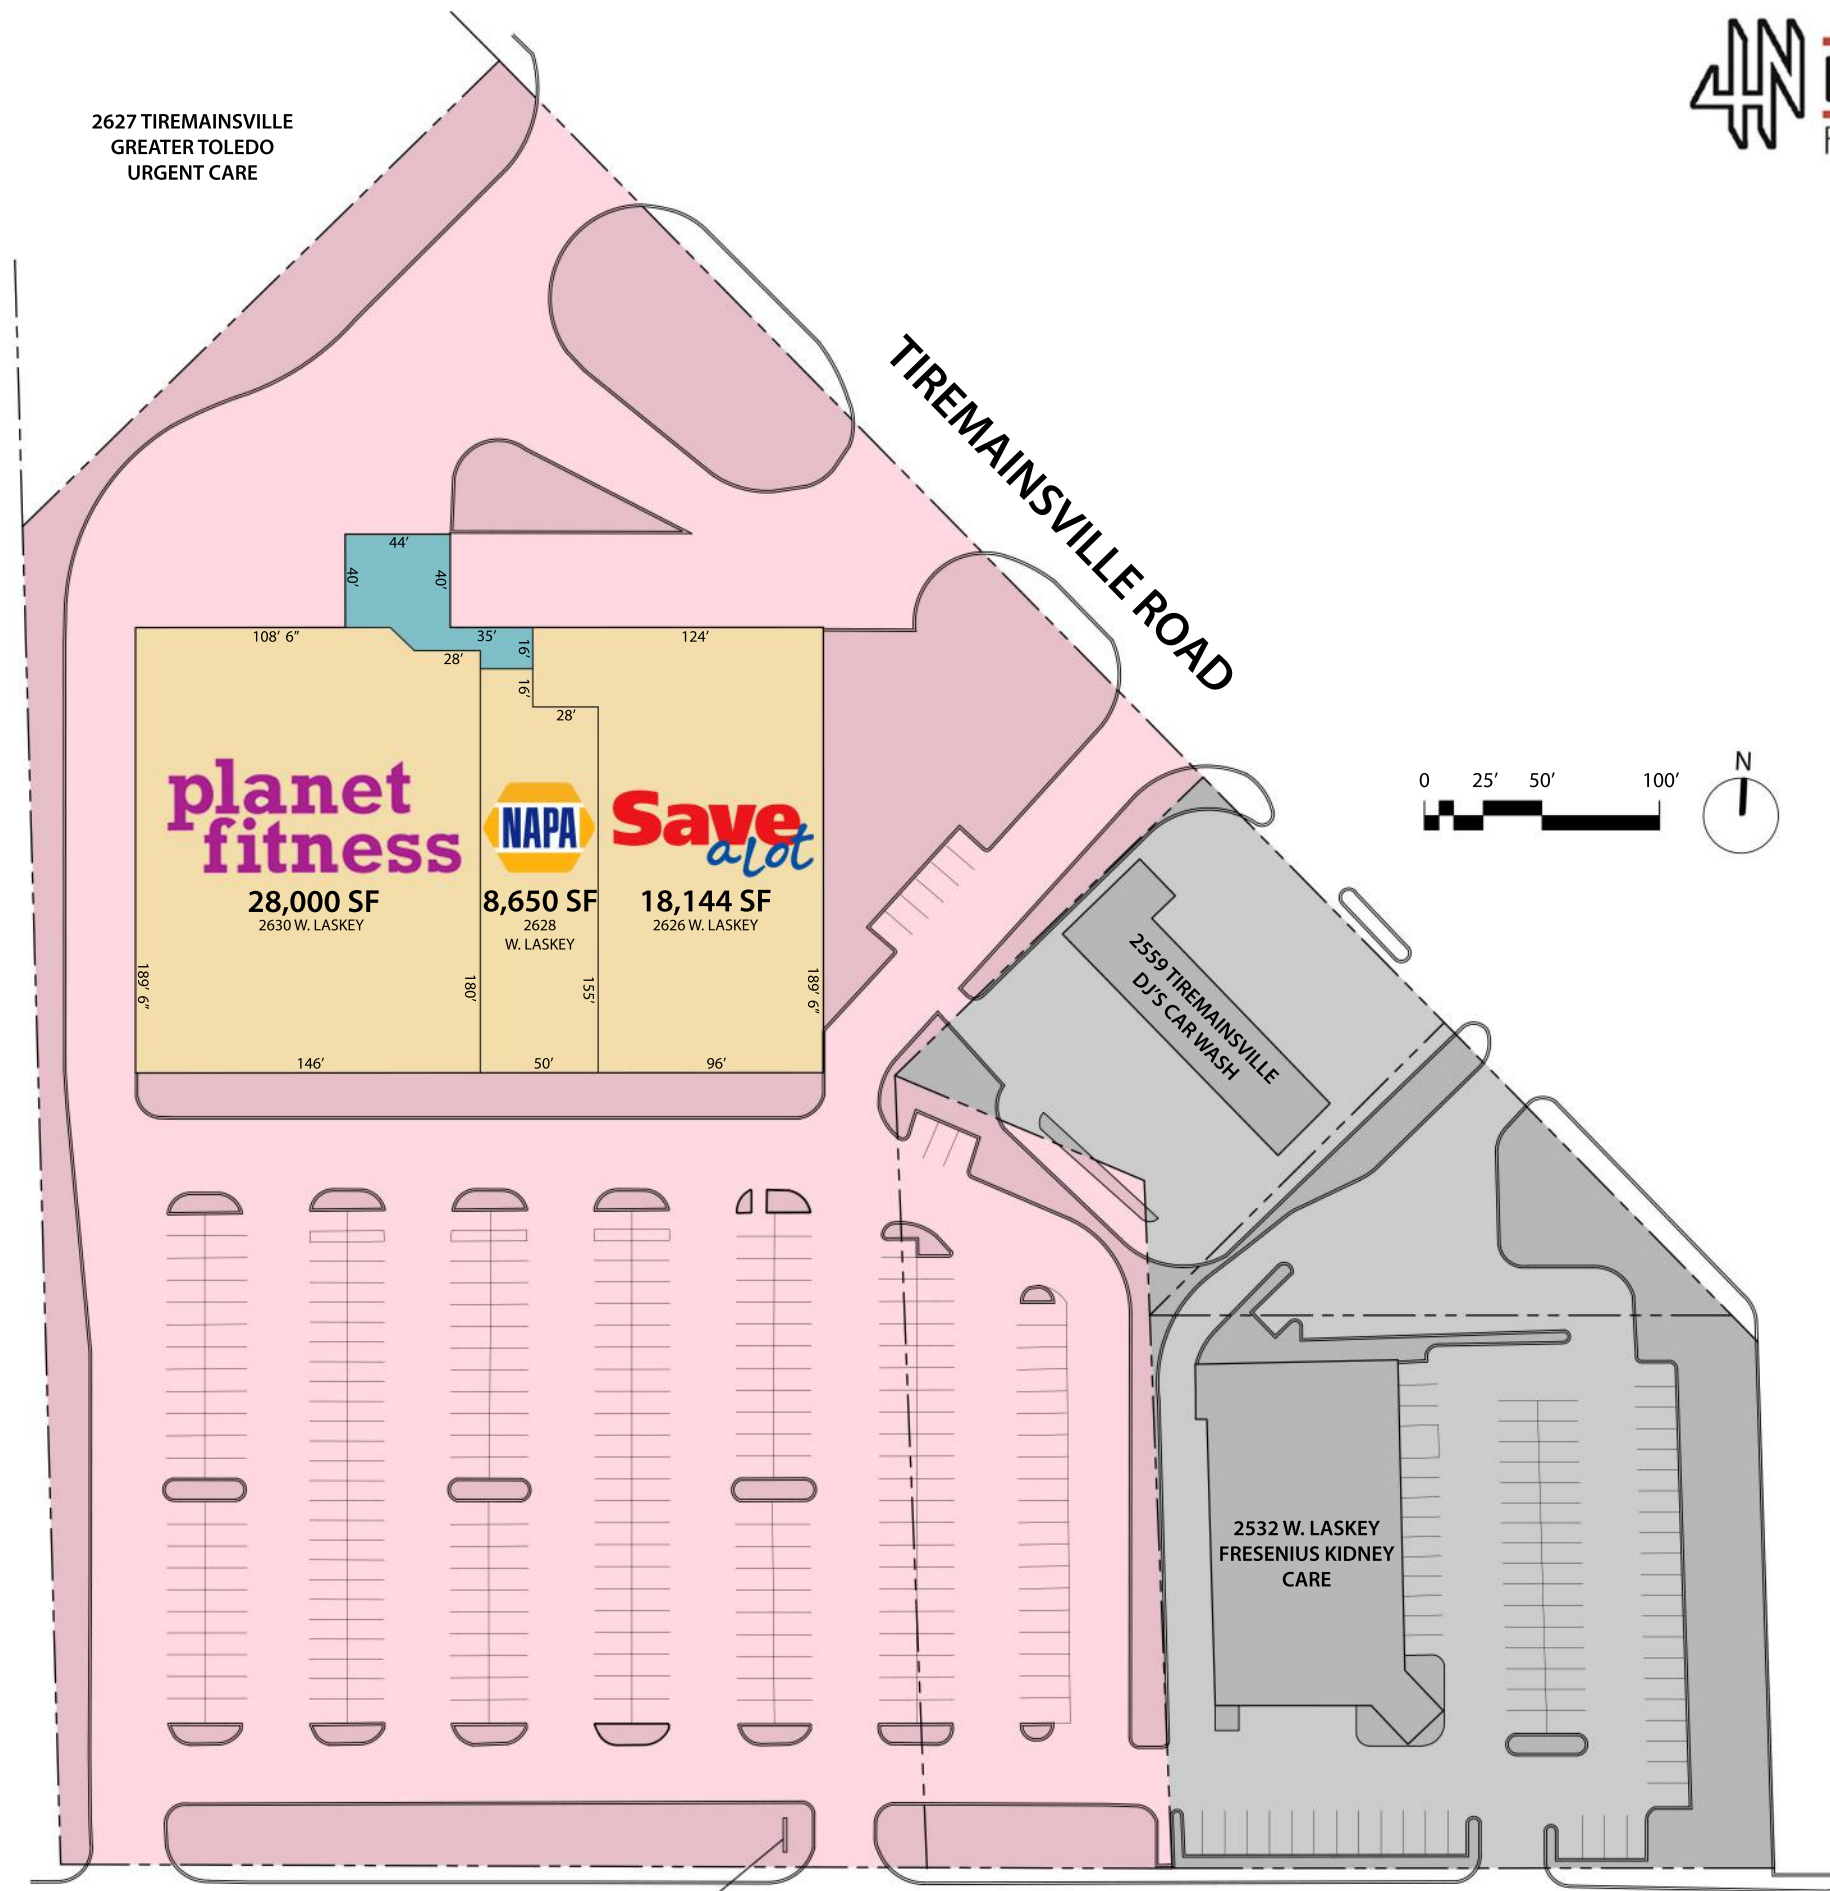 2627 TIREMAINSVILLE
GREATER TOLEDO
URGENT CARE
4HN
TIREMAINSVILLE ROAD
44’
40’
40’
108’ 6”
35’
16’
124’
28’
16’
28’
0 25’ 50’ 100’
N
planet
fitness
NAPA
Save
a Lot
28,000 SF
2630 W. LASKEY
8,650 SF
2628
W. LASKEY
18,144 SF
2626 W. LASKEY
189’ 6”
180’
155’
189’ 6”
146’
50’
96’
2559 TIREMAINSVILLE
DJ’S CAR WASH
2532 W. LASKEY
FRESENIUS KIDNEY
CARE